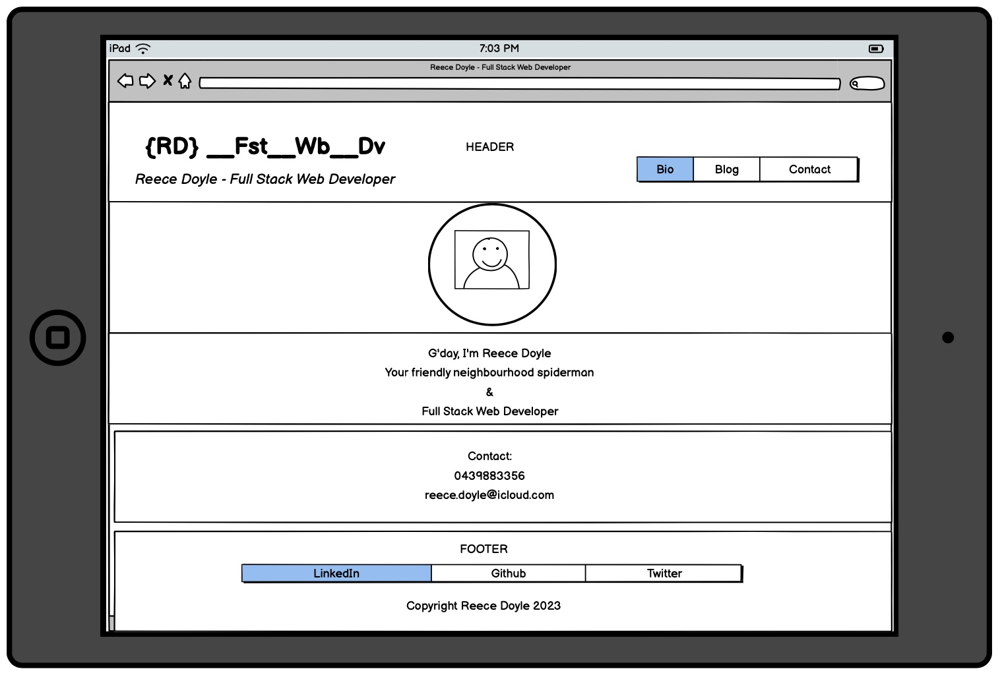 iPad
7:03 PM
Reece Doyle - Full Stack Web Developer
{RD} __Fst__Wb__Dv
HEADER
Reece Doyle - Full Stack Web Developer
Bio
Blog
Contact
G'day, I'm Reece Doyle
Your friendly neighbourhood spiderman
&
Full Stack Web Developer
Contact:
0439883356
reece.doyle@icloud.com
FOOTER
LinkedIn
Github
Twitter
Copyright Reece Doyle 2023